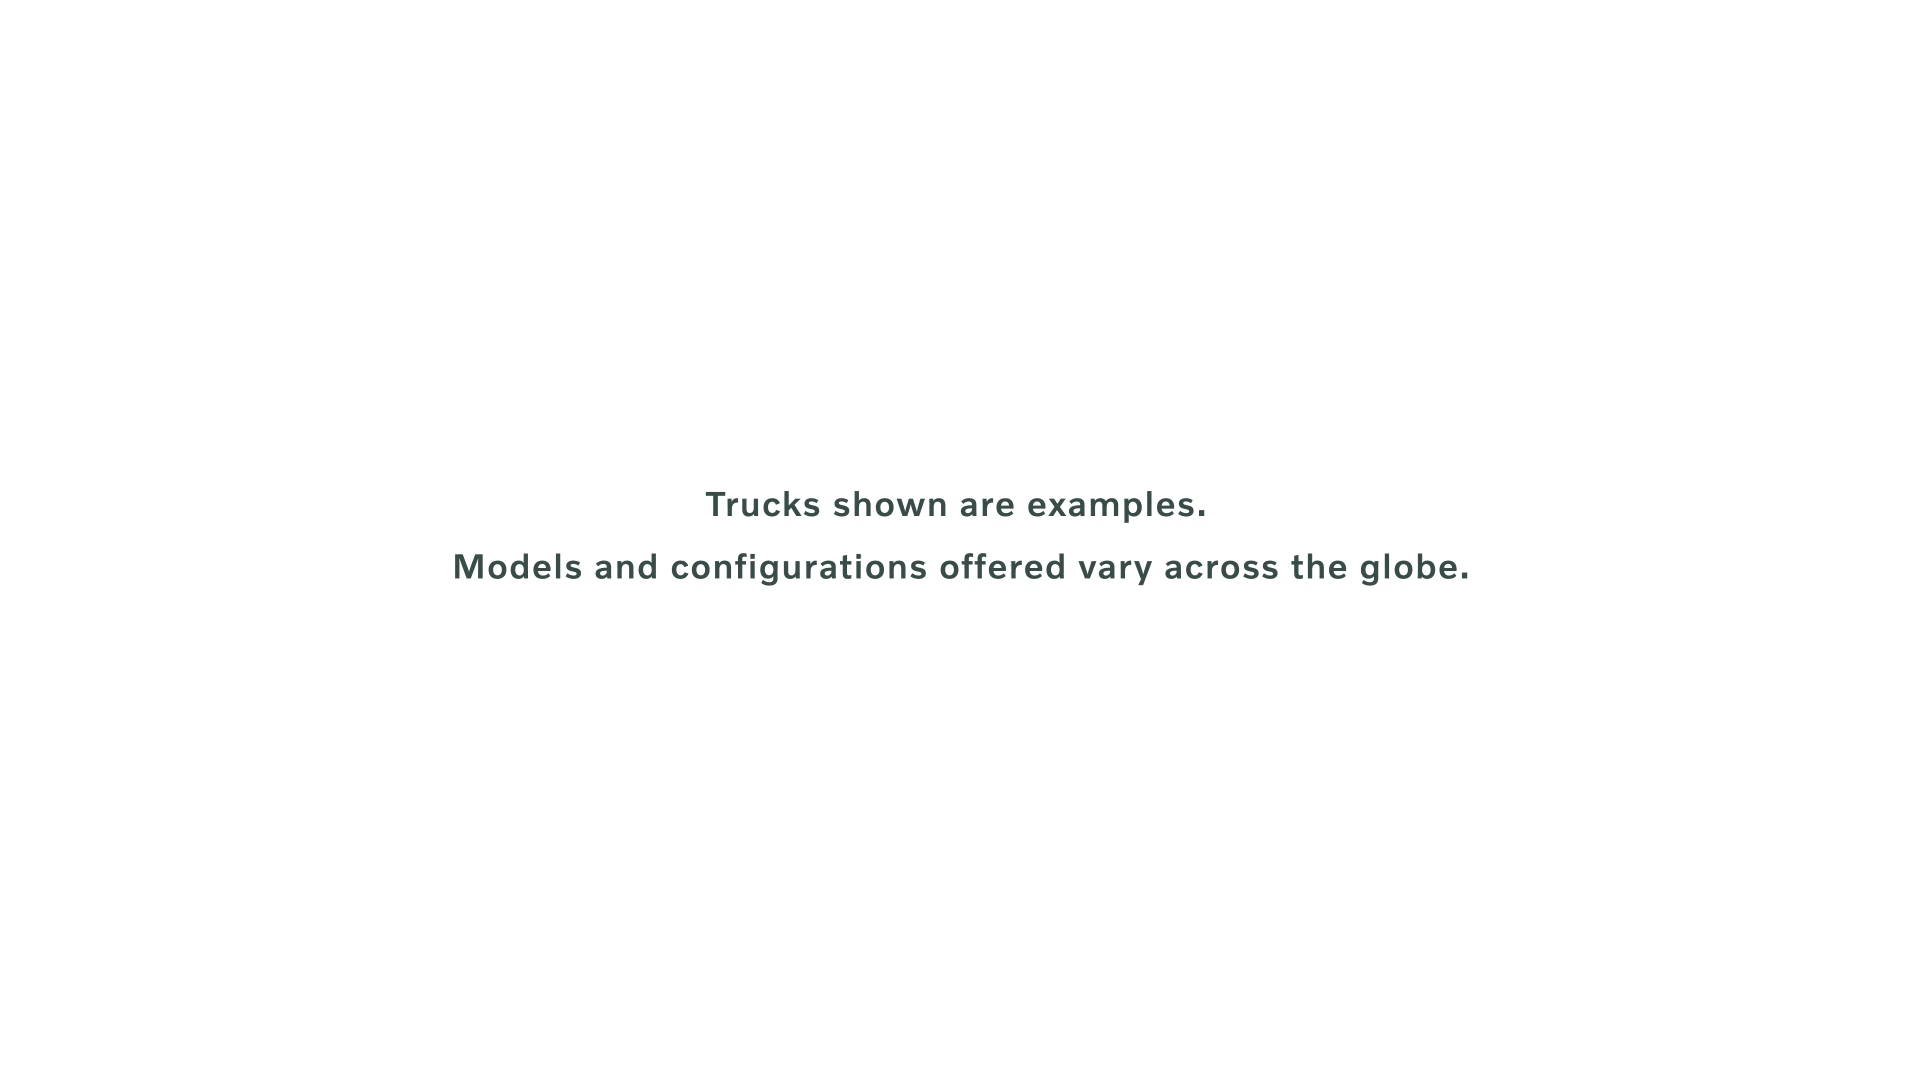 Trucks shown are examples.
Models and configurations offered vary across the globe.